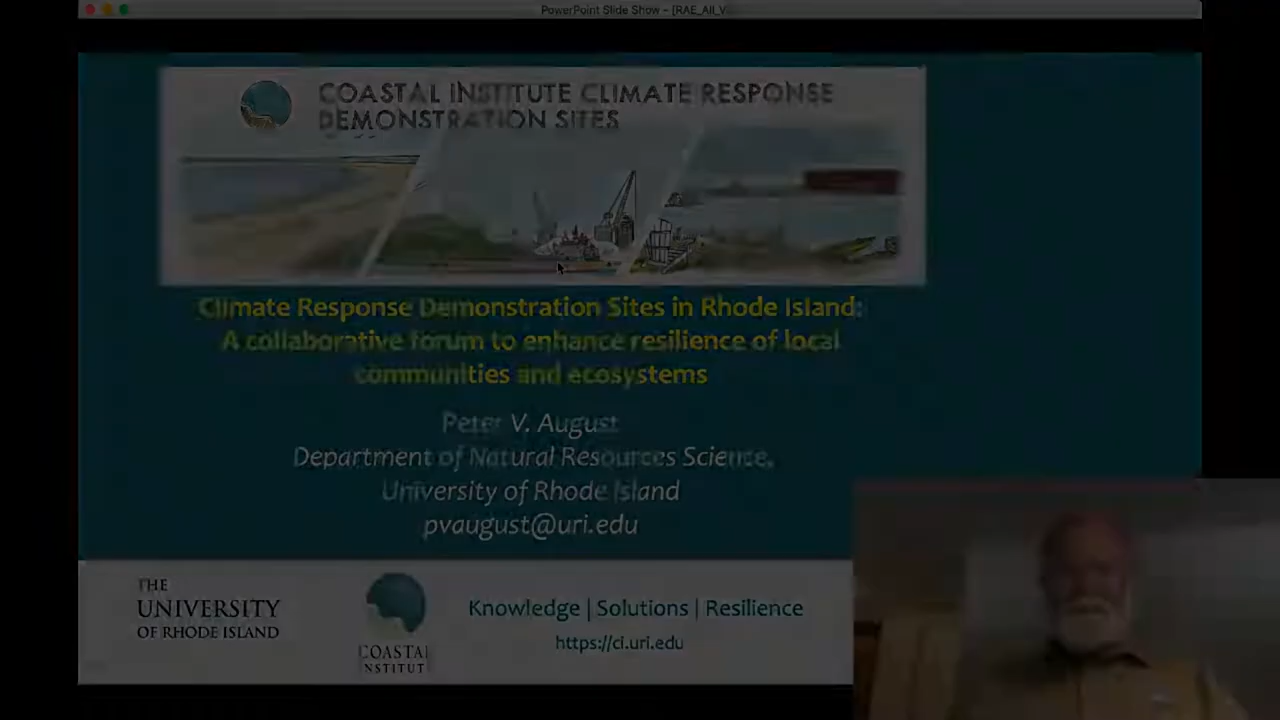 PowerPoint Slide Show - [RAE_All_V
COASTAL INSTITUTE CLIMATE RESPONSE
DEMONSTRATION SITES
Climate Response Demonstration Sites in Rhode Island:
A collaborative forum to enhance resilience of local
communities and ecosystems
Peter V. August
Department of Natural Resources Science,
University of Rhode Island
pvaugust@uri.edu
THE
UNIVERSITY
OF RHODE ISLAND
COASTAL
INSTITUTE
Knowledge | Solutions | Resilience
https://ci.uri.edu